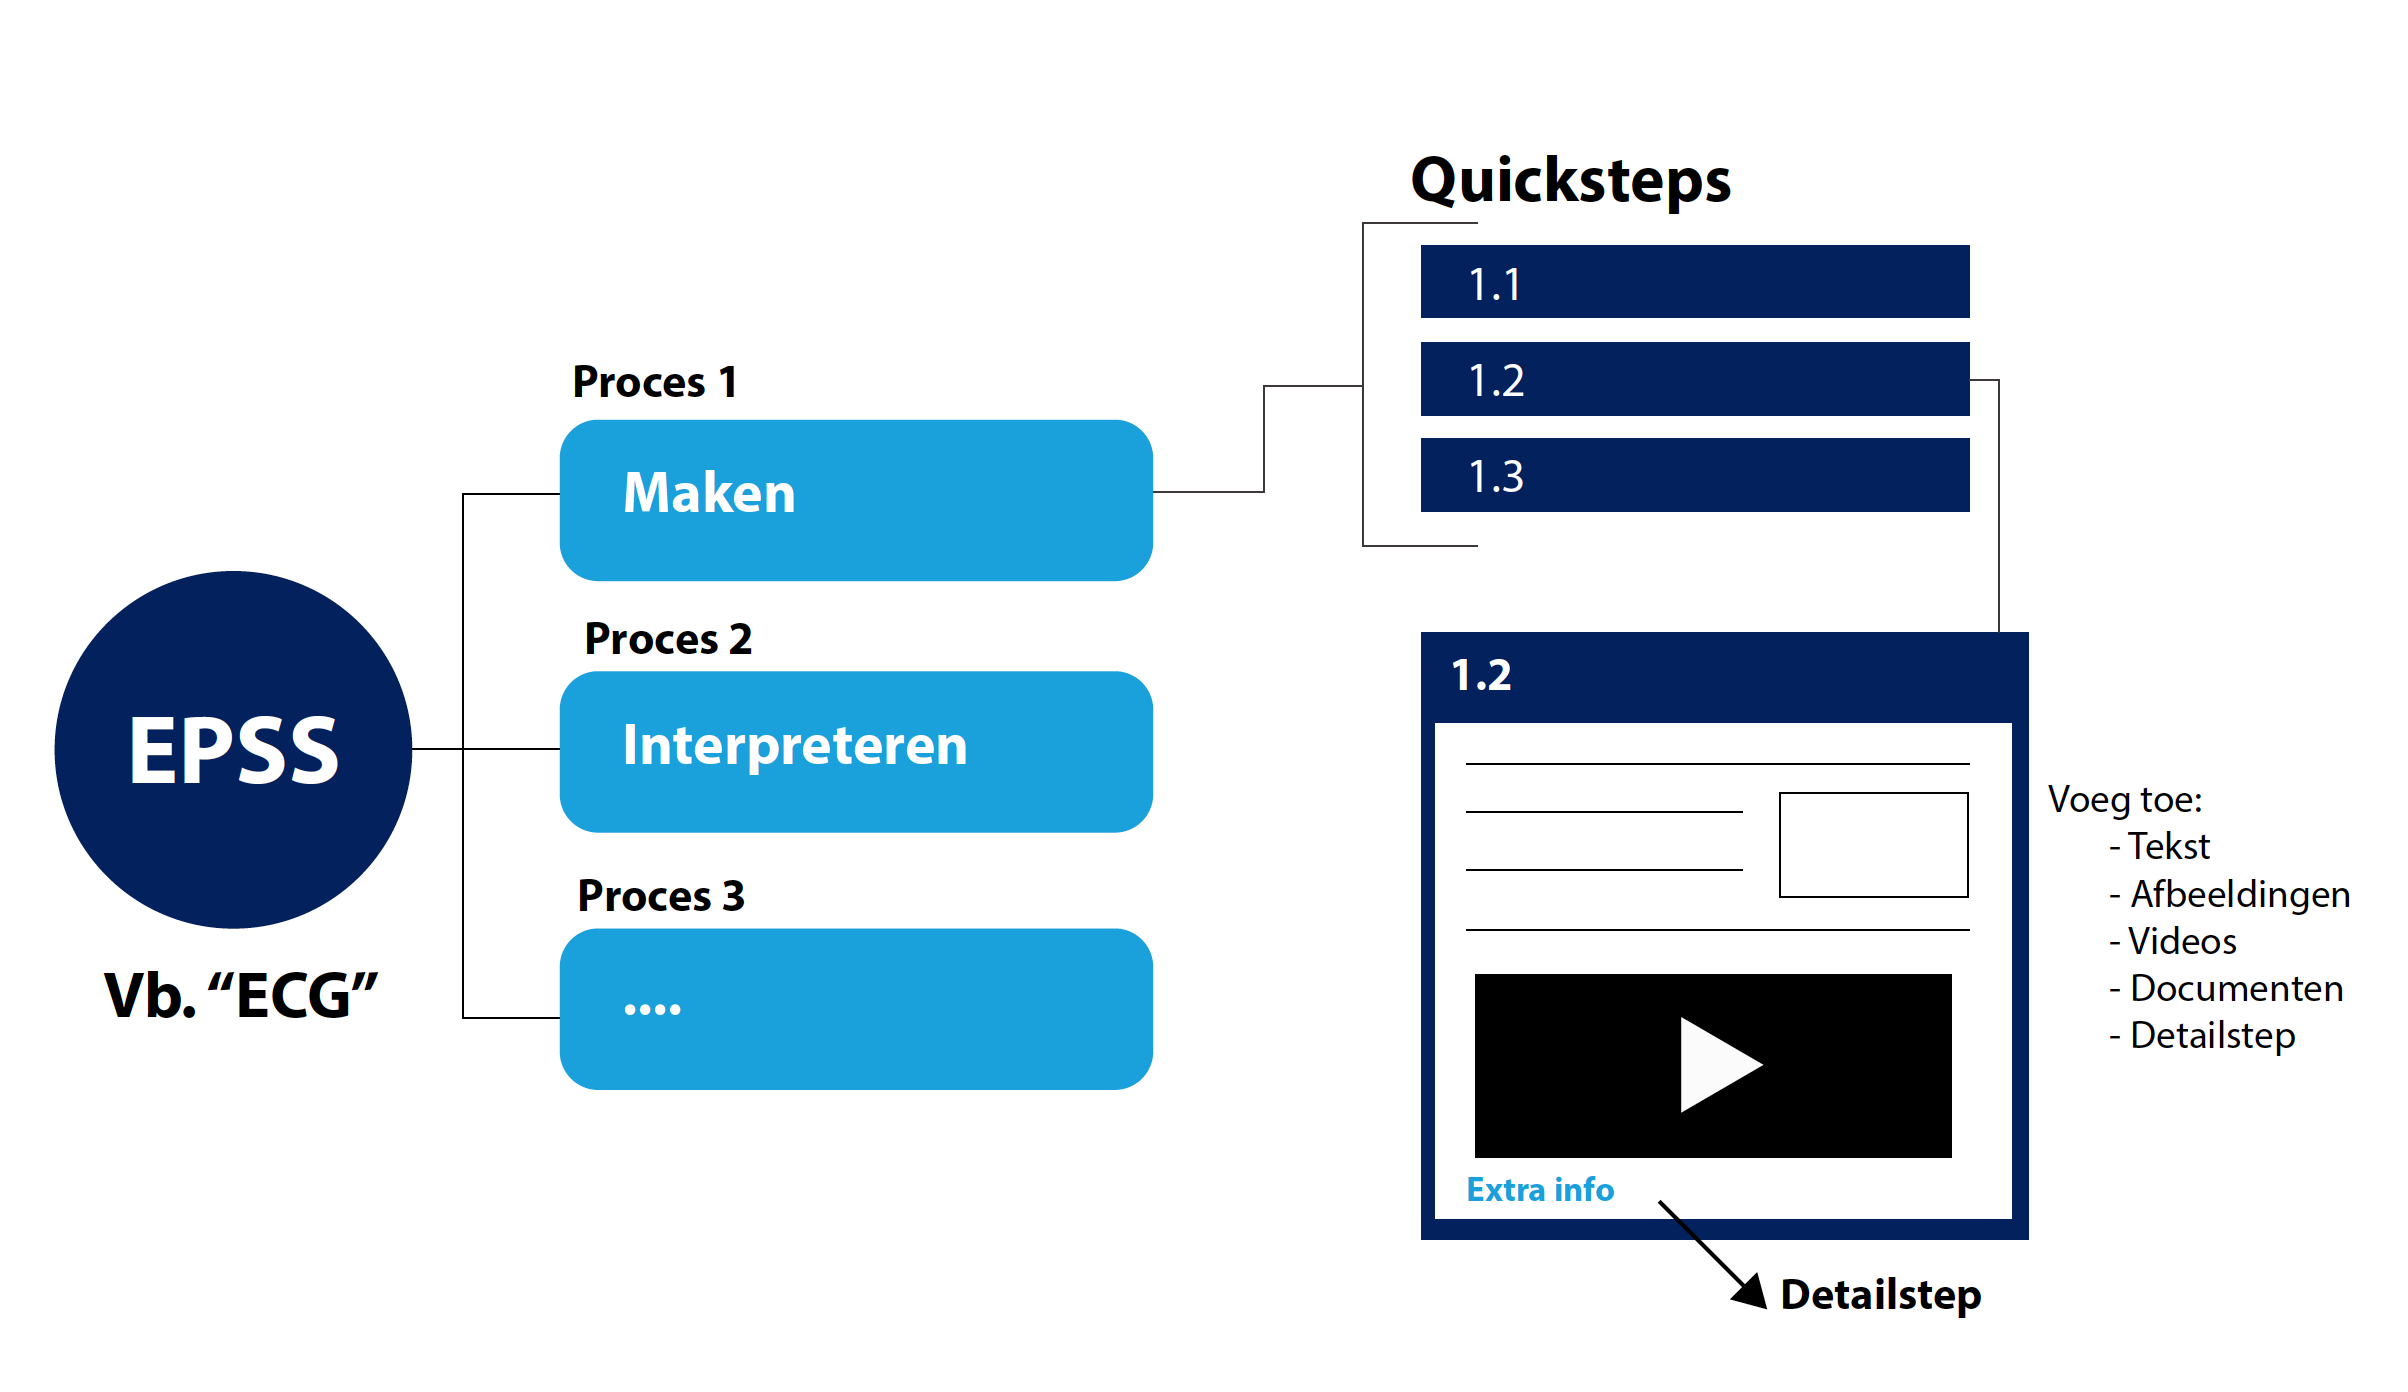 EPSS
Vb. “ECG”
Proces 1
Maken
Proces 2
Interpreteren
Proces 3
....
Quicksteps
1.1
1.2
1.3
1.2
Extra info
Detailstep
Voeg toe:
- Tekst
- Afbeeldingen
- Videos
- Documenten
- Detailstep